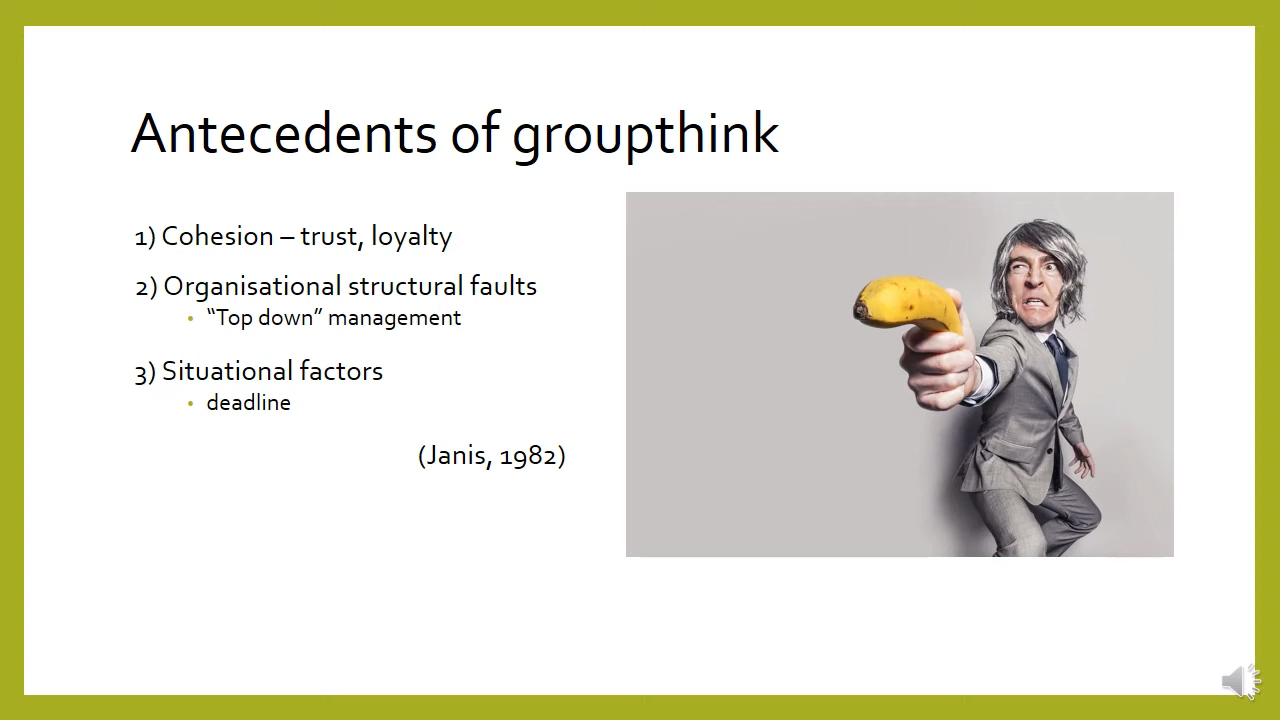 Antecedents of groupthink
1) Cohesion – trust, loyalty
2) Organisational structural faults
• “Top down” management
3) Situational factors
• deadline
(Janis, 1982)